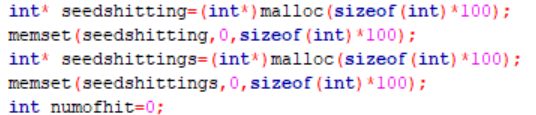 int* seedshitting=(int*)malloc(sizeof(int)*100);
memset(seedshitting,0,sizeof(int)*100);
int* seedshittings=(int*)malloc(sizeof(int)*100);
memset(seedshittings,0,sizeof(int)*100);
int numofhit=0;